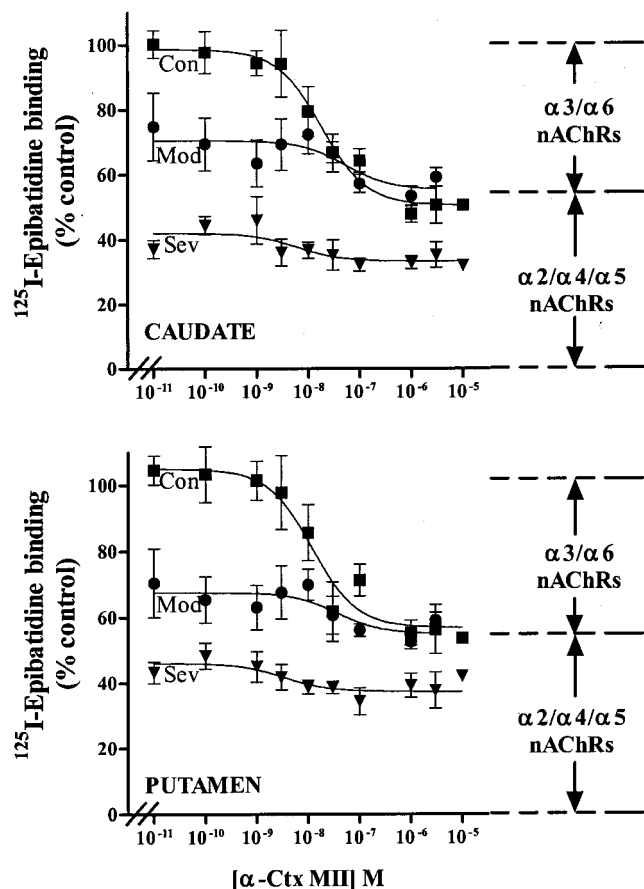 ¹²⁵I-Epibatidine binding
(% control)
100
80
60
40
20
0
Con
Mod
Sev
CAUDATE
10⁻¹¹ 10⁻¹⁰ 10⁻⁹ 10⁻⁸ 10⁻⁷ 10⁻⁶ 10⁻⁵
α3/α6
nAChRs
α2/α4/α5
nAChRs
¹²⁵I-Epibatidine binding
(% control)
100
80
60
40
20
0
Con
Mod
Sev
PUTAMEN
10⁻¹¹ 10⁻¹⁰ 10⁻⁹ 10⁻⁸ 10⁻⁷ 10⁻⁶ 10⁻⁵
α3/α6
nAChRs
α2/α4/α5
nAChRs
[α-Ctx MII] M